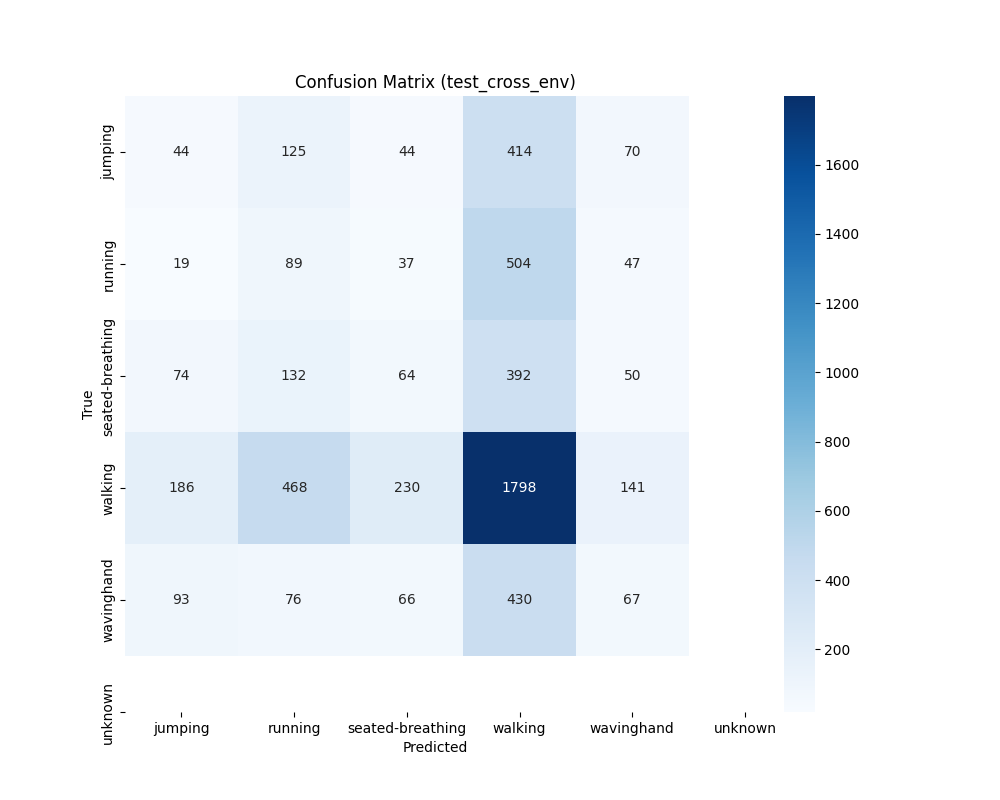 Confusion Matrix (test_cross_env)
True
jumping 44 125 44 414 70
running 19 89 37 504 47
seated-breathing 74 132 64 392 50
walking 186 468 230 1798 141
wavinghand 93 76 66 430 67
unknown
jumping running seated-breathing walking wavinghand unknown
Predicted
1600
1400
1200
1000
800
600
400
200